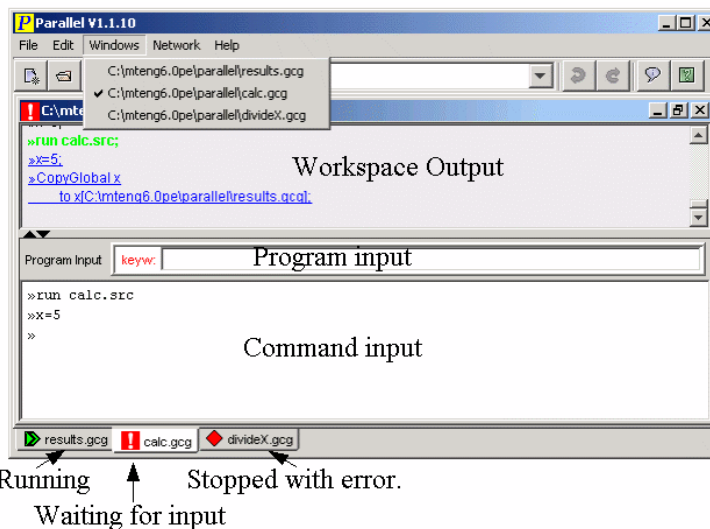 Parallel V1.1.10
File Edit Windows Network Help
C:\mteng6.0pe\parallel\results.gcg
C:\mteng6.0pe\parallel\calc.gcg
C:\mteng6.0pe\parallel\divideX.gcg
C:\mte
»run calc.src;
»x=5;
»CopyGlobal x
to x[C:\mteng6.0pe\parallel\results.gcg];
Workspace Output
Program Input keyw: Program input
»run calc.src
»x=5
»
Command input
results.gcg calc.gcg divideX.gcg
Running Stopped with error.
Waiting for input